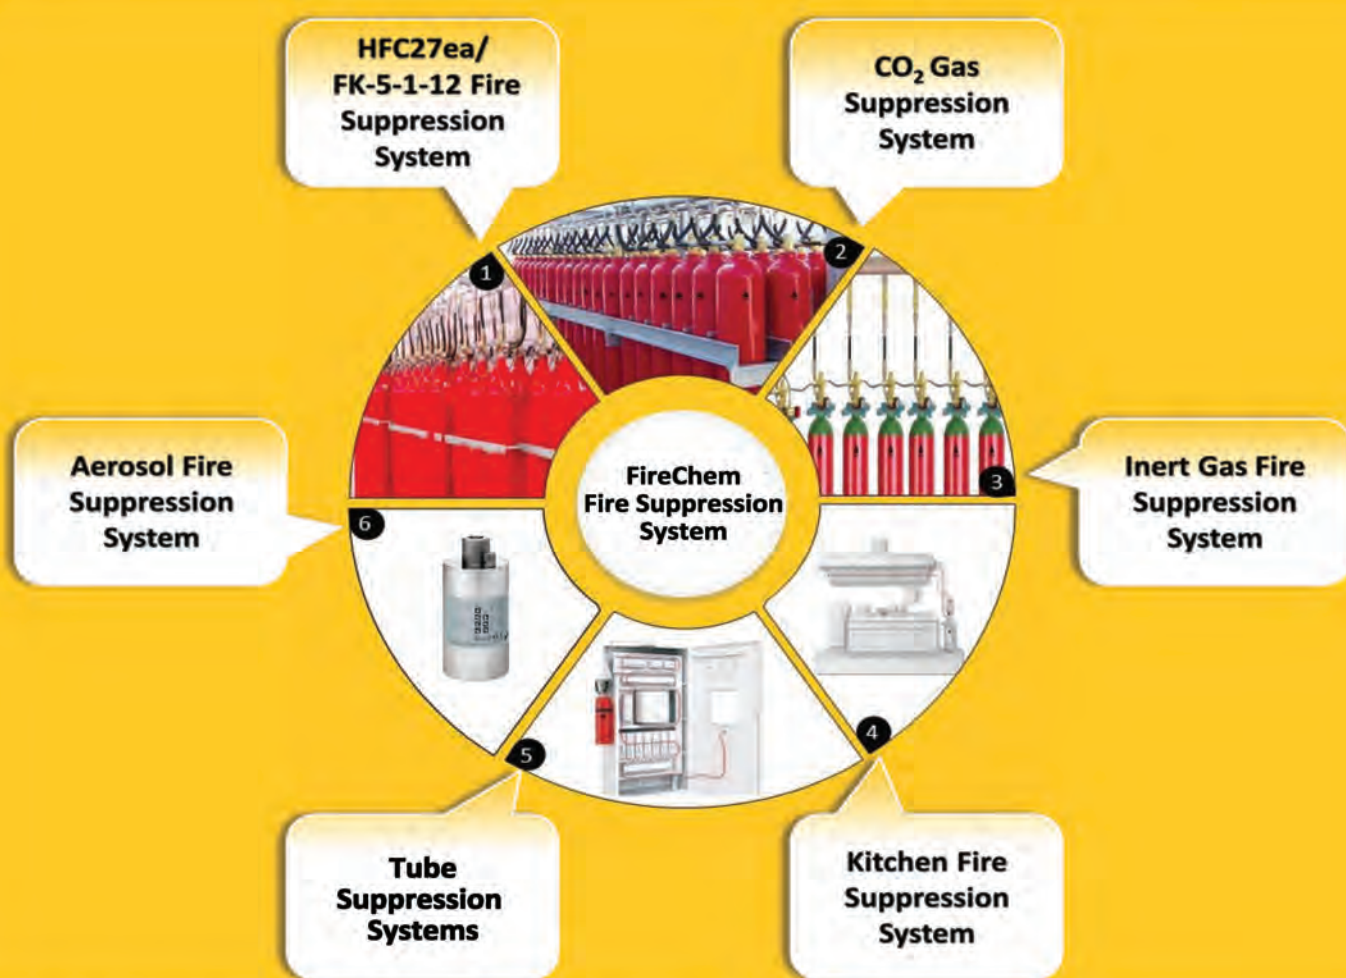 HFC27ea/
FK-5-1-12 Fire
Suppression
System
CO₂ Gas
Suppression
System
1
2
3
Inert Gas Fire
Suppression
System
FireChem
Fire Suppression
System
Aerosol Fire
Suppression
System
6
5
4
Tube
Suppression
Systems
Kitchen Fire
Suppression
System